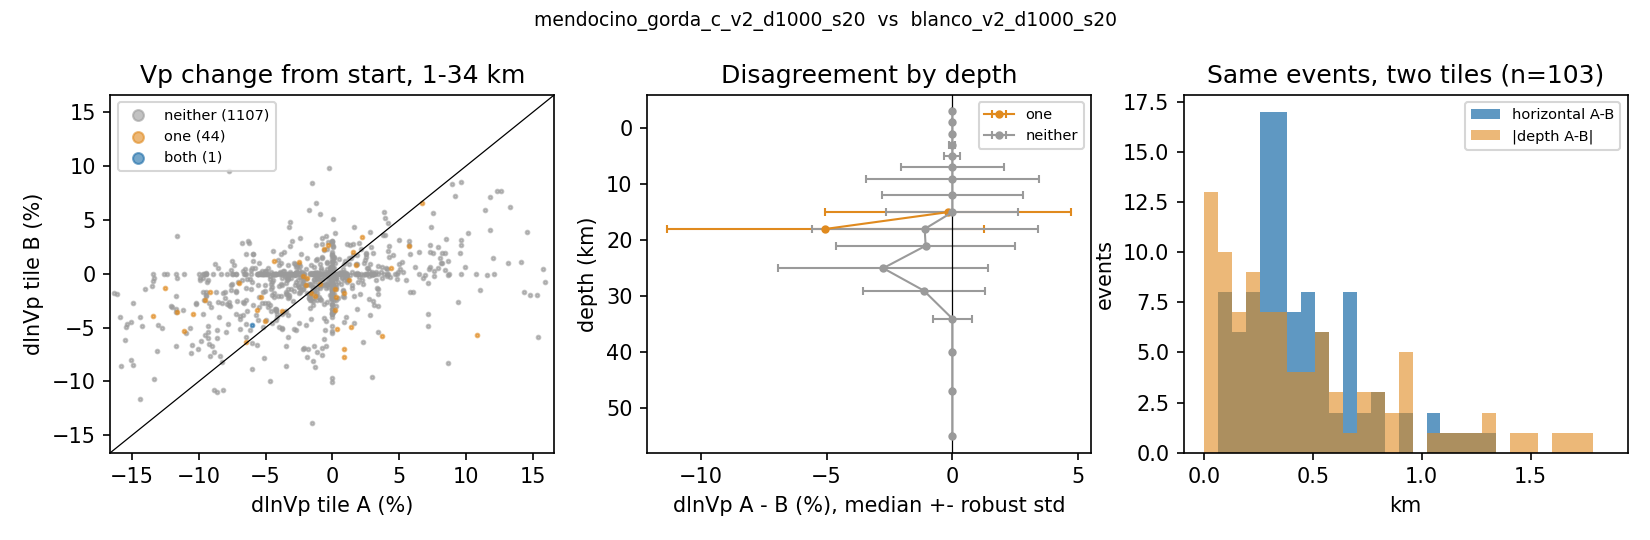 mendocino_gorda_c_v2_d1000_s20 vs blanco_v2_d1000_s20
Vp change from start, 1-34 km
neither (1107)
one (44)
both (1)
15
10
5
0
−5
−10
−15
dlnVp tile B (%)
−15
−10
−5
0
5
10
15
dlnVp tile A (%)
Disagreement by depth
one
neither
0
10
20
30
40
50
depth (km)
−10
−5
0
5
dlnVp A - B (%), median +- robust std
Same events, two tiles (n=103)
horizontal A-B
|depth A-B|
17.5
15.0
12.5
10.0
7.5
5.0
2.5
0.0
events
0.0
0.5
1.0
1.5
km